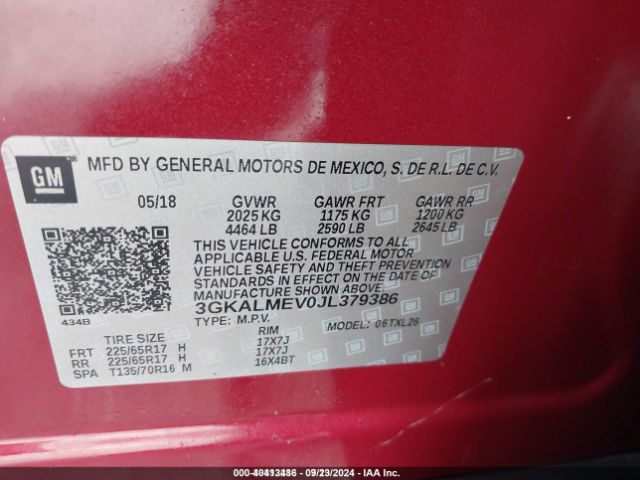 GM
MFD BY GENERAL MOTORS DE MEXICO, S. DE R.L. DE C.V.
05/18 GVWR GAWR FRT GAWR RR
2025 KG 1175 KG 1200 KG
4464 LB 2590 LB 2645 LB
THIS VEHICLE CONFORMS TO ALL
APPLICABLE U.S. FEDERAL MOTOR
VEHICLE SAFETY AND THEFT PREVENTION
STANDARDS IN EFFECT ON THE DATE OF
MANUFACTURE SHOWN ABOVE.
3GKALMEV0JL379386
434B TYPE: M.P.V. MODEL: 06TXL26
TIRE SIZE RIM
FRT 225/65R17 H 17X7J
RR 225/65R17 H 17X7J
SPA T135/70R16 M 16X4BT
09/23/2024 - IAA Inc.